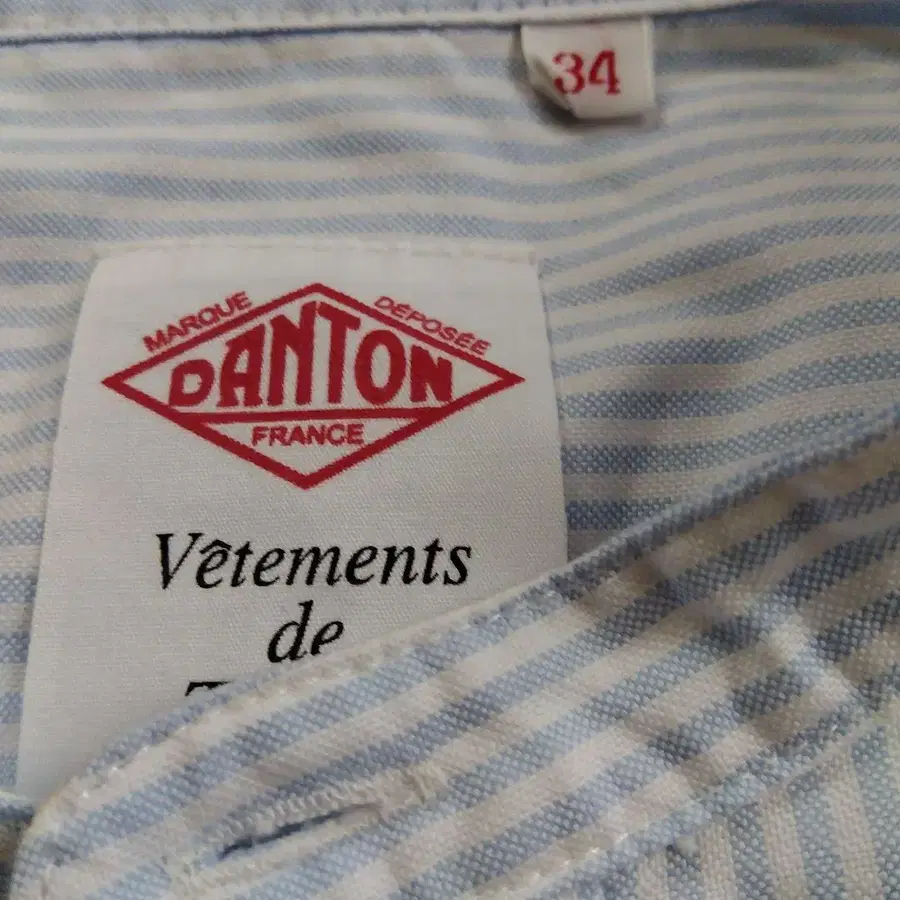 34
MARQUE DÉPOSÉE
DANTON
FRANCE
Vêtements
de